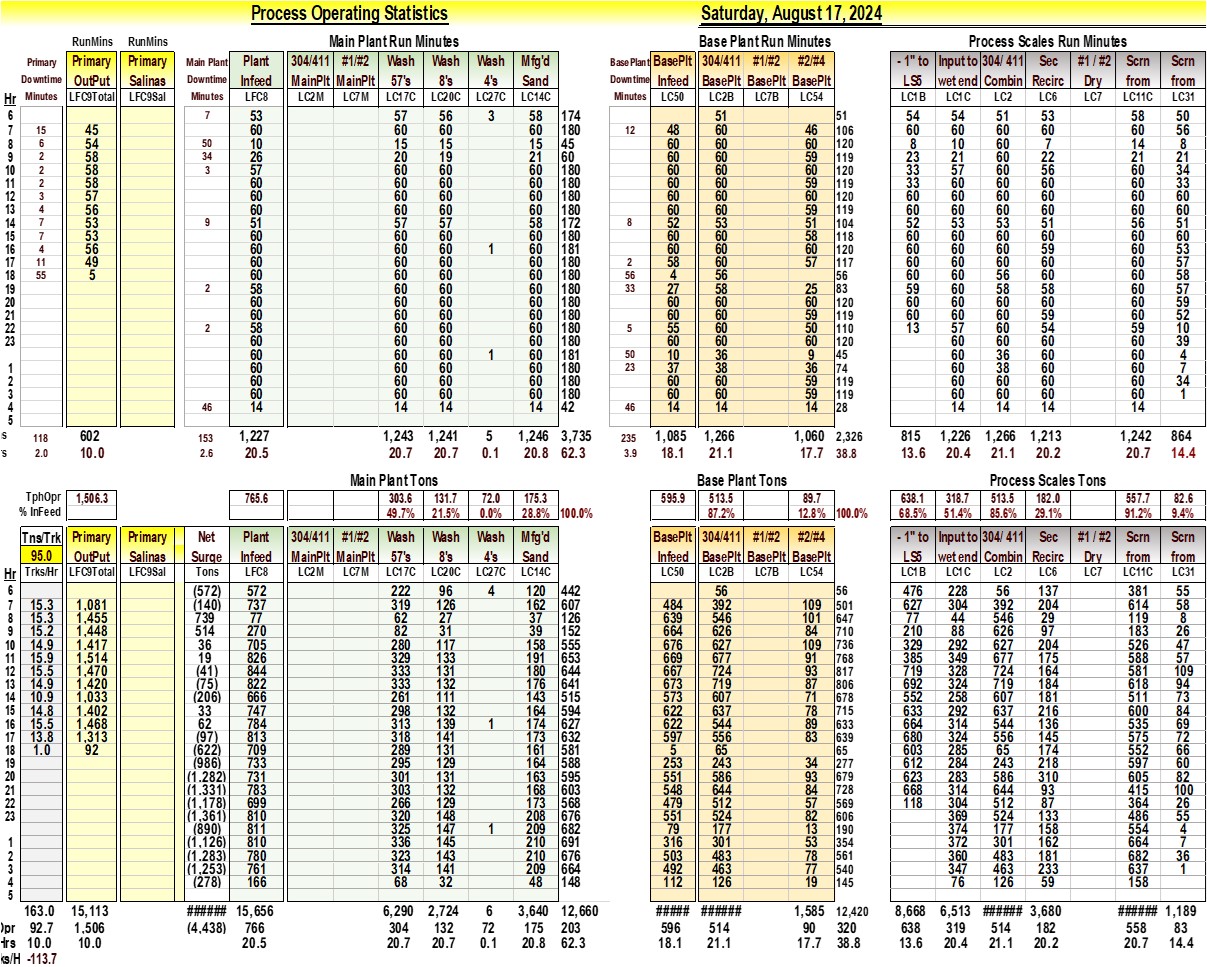 Process Operating Statistics Saturday, August 17, 2024
RunMins RunMins Main Plant Run Minutes Base Plant Run Minutes Process Scales Run Minutes
Primary Primary Primary Main Plant Plant 304/411 #1/#2 Wash Wash Wash Mfg'd BasePlant BasePlt 304/411 #1/#2 #2/#4 - 1" to Input to 304/ 411 Sec #1 / #2 Scrn Scrn
Downtime OutPut Salinas Downtime Infeed MainPlt MainPlt 57's 8's 4's Sand Downtime Infeed BasePlt BasePlt BasePlt LS5 wet end Combin Recirc Dry from from
Hr Minutes LFC9Total LFC9Sal Minutes LFC8 LC2M LC7M LC17C LC20C LC27C LC14C Minutes LC50 LC2B LC7B LC54 LC1B LC1C LC2 LC6 LC7 LC11C LC31
6 7 53 57 56 3 58 174 51 51 54 54 51 53 58 50
7 15 45 60 60 60 60 180 12 48 60 46 106 60 60 60 60 60 56
8 6 54 50 10 15 15 15 45 60 60 60 120 8 10 60 7 14 8
9 2 58 34 26 20 19 21 60 60 60 59 119 23 21 60 22 21 21
10 2 58 3 57 60 60 60 180 60 60 60 120 33 57 60 56 60 34
11 2 58 60 60 60 60 180 60 60 59 119 33 60 60 60 60 33
12 3 57 60 60 60 60 180 60 60 60 120 60 60 60 60 60 60
13 4 56 60 60 60 60 180 60 60 59 119 60 60 60 60 60 60
14 7 53 9 51 57 57 58 172 8 52 53 51 104 52 53 53 51 56 51
15 7 53 60 60 60 60 180 60 60 58 118 60 60 60 60 60 60
16 4 56 60 60 60 1 60 181 60 60 60 120 60 60 60 59 60 53
17 11 49 60 60 60 60 180 2 58 60 57 117 60 60 60 60 60 57
18 55 5 60 60 60 60 180 56 4 56 56 60 60 56 60 60 58
19 2 58 60 60 60 180 33 27 58 25 83 59 60 58 58 60 57
20 60 60 60 60 180 60 60 60 120 60 60 60 60 60 59
21 60 60 60 60 180 60 60 59 119 60 60 60 59 60 52
22 2 58 60 60 60 180 5 55 60 50 110 13 57 60 54 59 10
23 60 60 60 60 180 60 60 60 120 60 60 60 60 39
60 60 60 1 60 181 50 10 36 9 45 60 36 60 60 4
1 60 60 60 60 180 23 37 38 36 74 60 38 60 60 7
2 60 60 60 60 180 60 60 59 119 60 60 60 60 34
3 60 60 60 60 180 60 60 59 119 60 60 60 60 1
4 46 14 14 14 14 42 46 14 14 14 28 14 14 14 14
5
s 118 602 153 1,227 1,243 1,241 5 1,246 3,735 235 1,085 1,266 1,060 2,326 815 1,226 1,266 1,213 1,242 864
s 2.0 10.0 2.6 20.5 20.7 20.7 0.1 20.8 62.3 3.9 18.1 21.1 17.7 38.8 13.6 20.4 21.1 20.2 20.7 14.4
Main Plant Tons Base Plant Tons Process Scales Tons
TphOpr 1,506.3 765.6 303.6 131.7 72.0 175.3 595.9 513.5 89.7 638.1 318.7 513.5 182.0 557.7 82.6
% InFeed 49.7% 21.5% 0.0% 28.8% 100.0% 87.2% 12.8% 100.0% 68.5% 51.4% 85.6% 29.1% 91.2% 9.4%
Tns/Trk Primary Primary Net Plant 304/411 #1/#2 Wash Wash Wash Mfg'd BasePlt 304/411 #1/#2 #2/#4 - 1" to Input to 304/ 411 Sec #1 / #2 Scrn Scrn
95.0 OutPut Salinas Surge Infeed MainPlt MainPlt 57's 8's 4's Sand Infeed BasePlt BasePlt BasePlt LS5 wet end Combin Recirc Dry from from
Hr Trks/Hr LFC9Total LFC9Sal Tons LFC8 LC2M LC7M LC17C LC20C LC27C LC14C LC50 LC2B LC7B LC54 LC1B LC1C LC2 LC6 LC7 LC11C LC31
6 (572) 572 222 96 4 120 442 56 56 476 228 56 137 381 55
7 15.3 1,081 (140) 737 319 126 162 607 484 392 109 501 627 304 392 204 614 58
8 15.3 1,455 739 77 62 27 37 126 639 546 101 647 77 44 546 29 119 8
9 15.2 1,448 514 270 82 31 39 152 664 626 84 710 210 88 626 97 183 26
10 14.9 1,417 36 705 280 117 158 555 676 627 109 736 329 292 627 204 526 47
11 15.9 1,514 19 826 329 133 191 653 669 677 91 768 385 349 677 175 588 57
12 15.5 1,470 (41) 844 333 131 180 644 667 724 93 817 719 328 724 164 581 109
13 14.9 1,420 (75) 822 333 132 176 641 673 719 87 806 692 324 719 184 618 94
14 10.9 1,033 (206) 666 261 111 143 515 573 607 71 678 552 258 607 181 511 73
15 14.8 1,402 33 747 298 132 164 594 622 637 78 715 633 292 637 216 600 84
16 15.5 1,468 62 784 313 139 1 174 627 622 544 89 633 664 314 544 136 535 69
17 13.8 1,313 (97) 813 318 141 173 632 597 556 83 639 680 324 556 145 575 72
18 1.0 92 (622) 709 289 131 161 581 5 65 65 603 285 65 174 552 66
19 (986) 733 295 129 164 588 253 243 34 277 612 284 243 218 597 60
20 (1,282) 731 301 131 163 595 551 586 93 679 623 283 586 310 605 82
21 (1,331) 783 303 132 168 603 548 644 84 728 668 314 644 93 415 100
22 (1,178) 699 266 129 173 568 479 512 57 569 118 304 512 87 364 26
23 (1,361) 810 320 148 208 676 551 524 82 606 369 524 133 486 55
(890) 811 325 147 1 209 682 79 177 13 190 374 177 158 554 4
1 (1,126) 810 336 145 210 691 316 301 53 354 372 301 162 664 7
2 (1,283) 780 323 143 210 676 503 483 78 561 360 483 181 682 36
3 (1,253) 761 314 141 209 664 492 463 77 540 347 463 233 637 1
4 (278) 166 68 32 48 148 112 126 19 145 76 126 59 158
5
163.0 15,113 ###### 15,656 6,290 2,724 6 3,640 12,660 ##### ###### 1,585 12,420 8,668 6,513 ###### 3,680 ###### 1,189
Opr 92.7 1,506 (4,438) 766 304 132 72 175 203 596 514 90 320 638 319 514 182 558 83
Hrs 10.0 10.0 20.5 20.7 20.7 0.1 20.8 62.3 18.1 21.1 17.7 38.8 13.6 20.4 21.1 20.2 20.7 14.4
ks/H -113.7